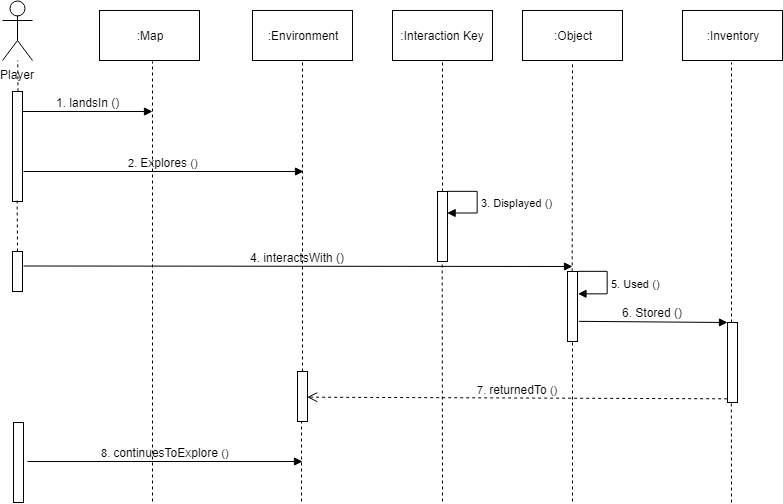 :Map
:Environment
:Interaction Key
:Object
:Inventory
Player
1. landsIn ()
2. Explores ()
3. Displayed ()
4. interactsWith ()
5. Used ()
6. Stored ()
7. returnedTo ()
8. continuesToExplore ()